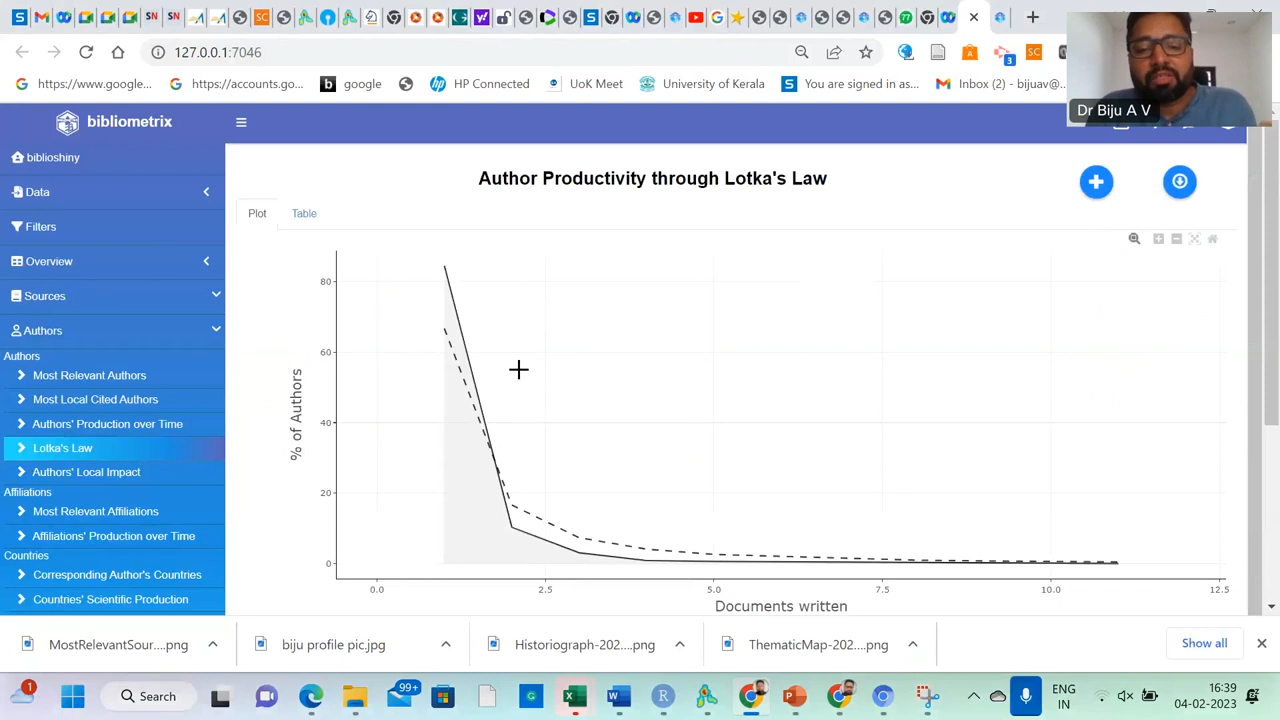 127.0.0.1:7046
3
https://www.google...
https://accounts.go...
google
HP Connected
UoK Meet
University of Kerala
You are signed in as...
Inbox (2) - bijuav@...
Dr Biju A V
bibliometrix
biblioshiny
Data
Filters
Overview
Sources
Authors
Authors
Most Relevant Authors
Most Local Cited Authors
Authors' Production over Time
Lotka's Law
Authors' Local Impact
Affiliations
Most Relevant Affiliations
Affiliations' Production over Time
Countries
Corresponding Author's Countries
Countries' Scientific Production
Author Productivity through Lotka's Law
Plot
Table
80
60
40
20
0
% of Authors
0.0
2.5
5.0
7.5
10.0
12.5
Documents written
MostRelevantSour....png
biju profile pic.jpg
Historiograph-202....png
ThematicMap-202....png
Show all
1
Search
99+
ENG
IN
16:39
04-02-2023